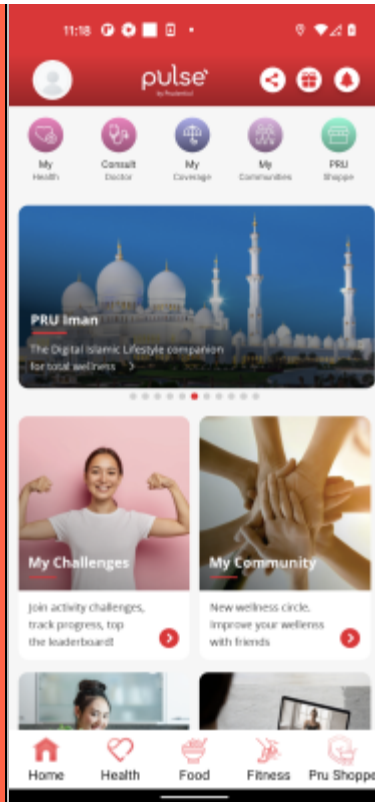 11:18
pulse
by Prudential
My
Health
Consult
Doctor
My
Coverage
My
Communities
PRU
Shoppe
PRU Iman
The Digital Islamic Lifestyle companion
for total wellness >
My Challenges
Join activity challenges,
track progress, top
the leaderboard!
My Community
New wellness circle.
Improve your wellenss
with friends
Home
Health
Food
Fitness
Pru Shoppe